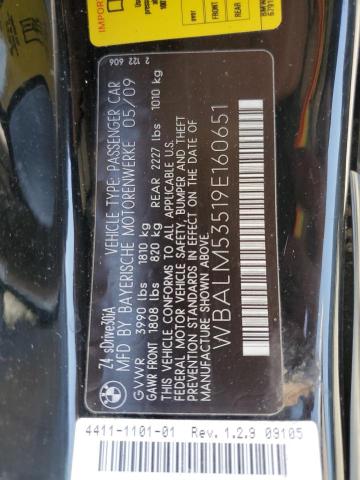 Z4 sDrive30iA
VEHICLE TYPE: PASSENGER CAR
MFD BY BAYERISCHE MOTORENWERKE 05/09
GVWR 3990 lbs 1810 kg
GAWR FRONT 1808 lbs 820 kg REAR 2227 lbs 1010 kg
THIS VEHICLE CONFORMS TO ALL APPLICABLE U.S.
FEDERAL MOTOR VEHICLE SAFETY, BUMPER AND THEFT
PREVENTION STANDARDS IN EFFECT ON THE DATE OF
MANUFACTURE SHOWN ABOVE.
WBALM53519E160651
2 122 606
4411-1101-01 Rev. 1.2.9 09105
FRONT
REAR
BMW